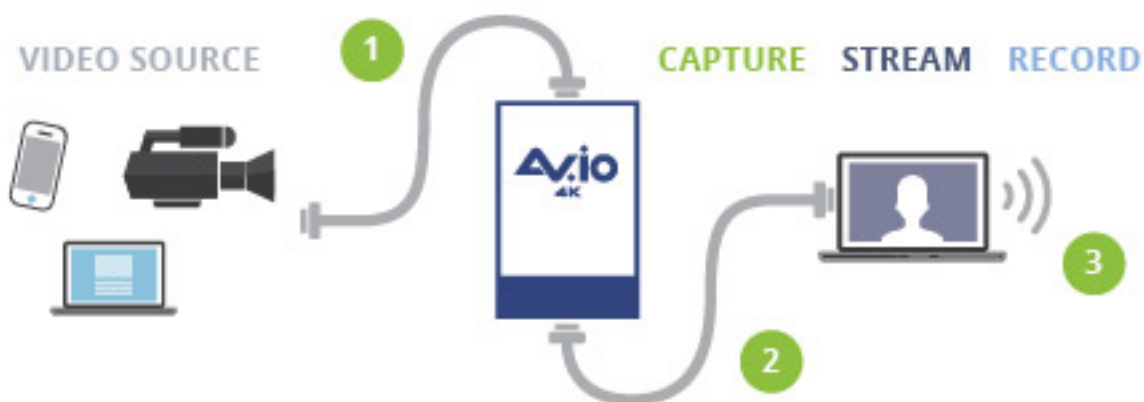 VIDEO SOURCE
1
CAPTURE STREAM RECORD
AV.io
4K
2
3